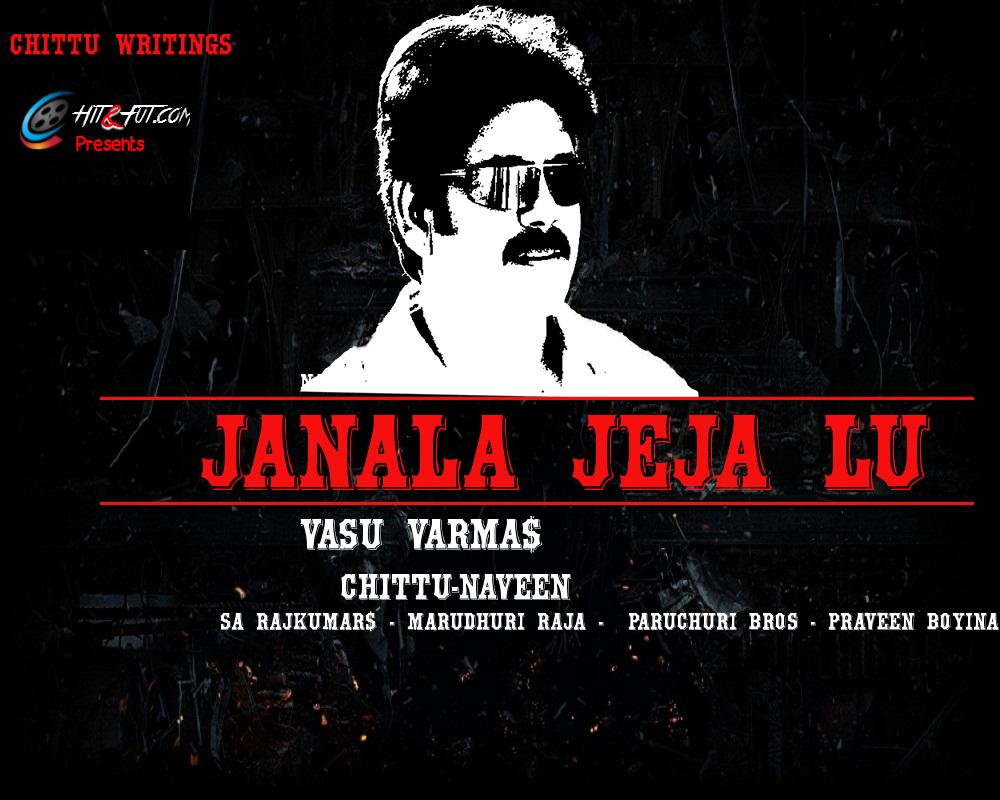 CHITTU WRITINGS
HIT&FUT.COM
Presents
JANALA JEJA LU
VASU VARMA$
CHITTU-NAVEEN
SA RAJKUMAR$ - MARUDHURI RAJA - PARUCHURI BROS - PRAVEEN BOYINA